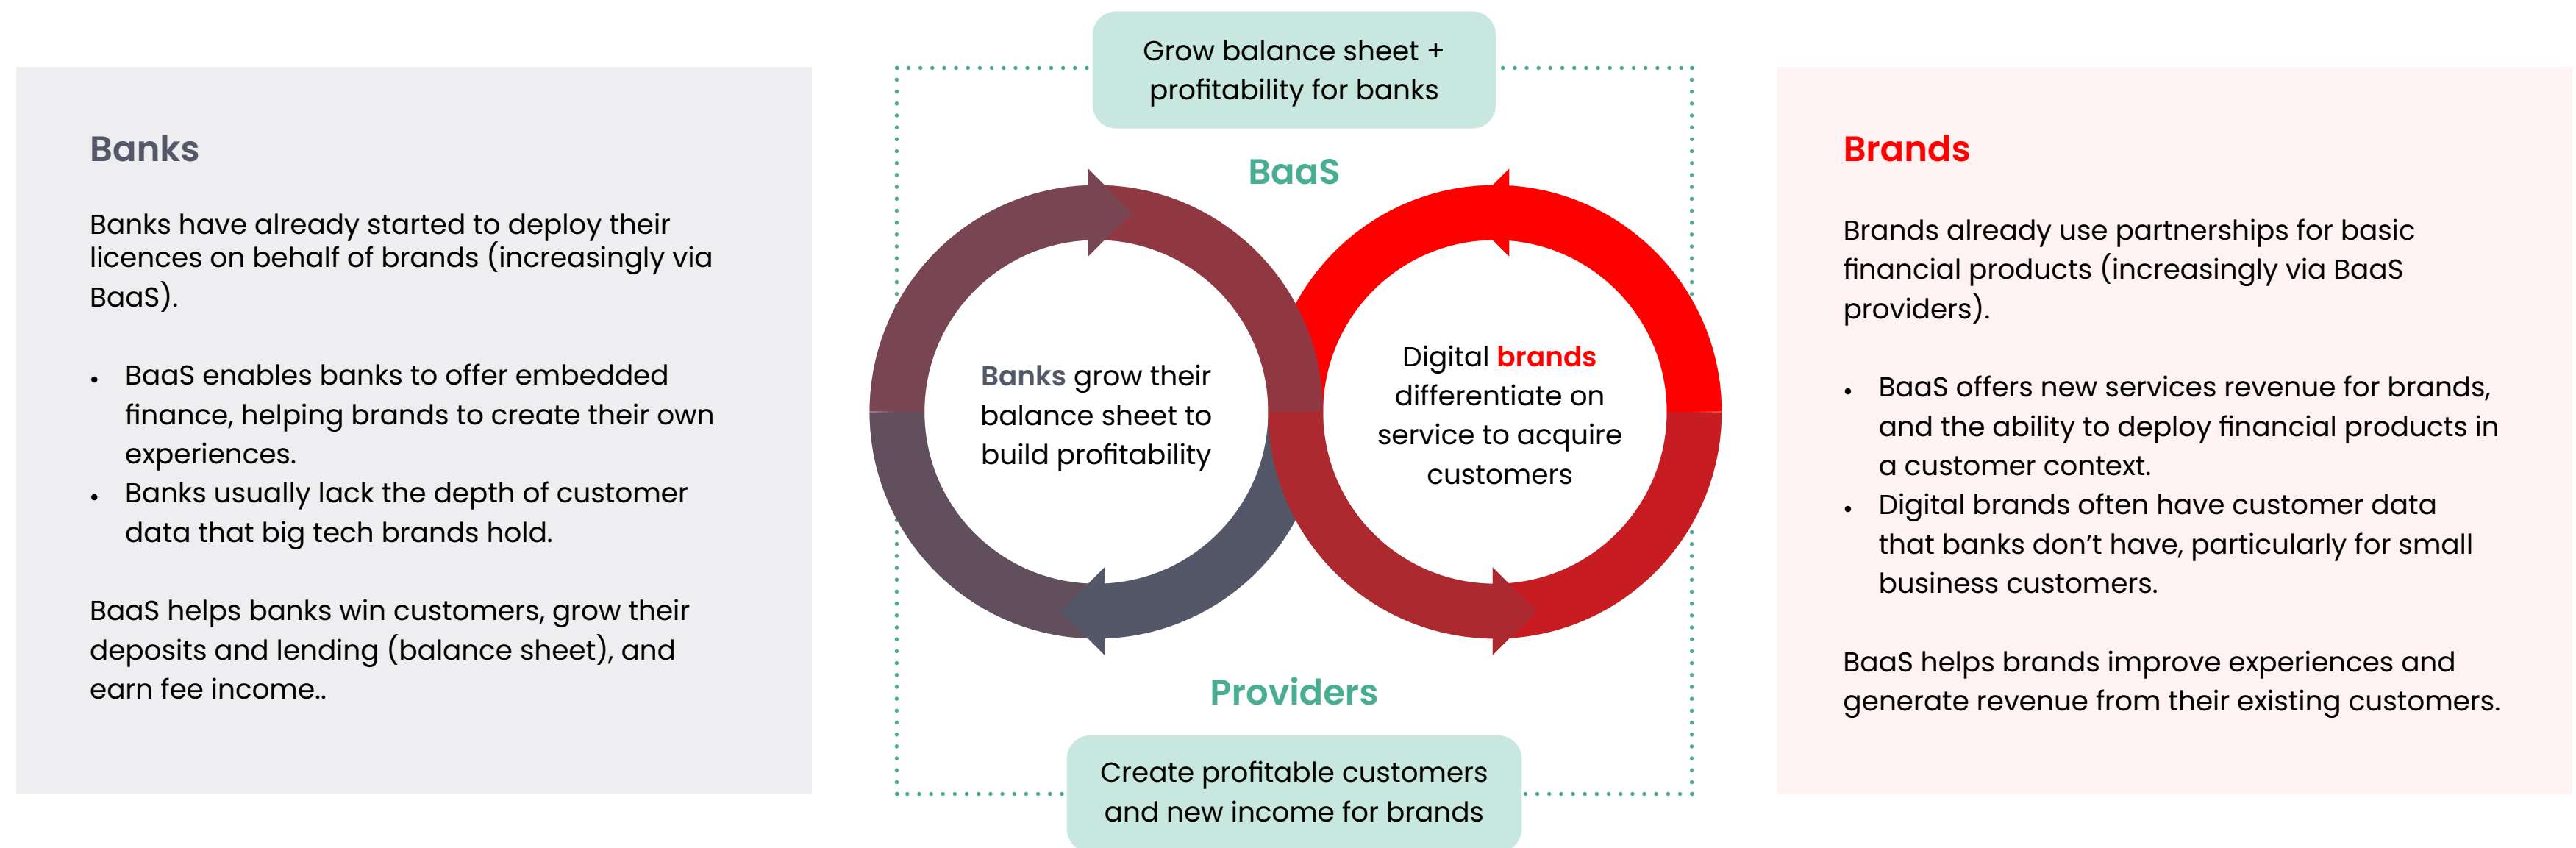 Banks
Banks have already started to deploy their
licences on behalf of brands (increasingly via
BaaS).
• BaaS enables banks to offer embedded
finance, helping brands to create their own
experiences.
• Banks usually lack the depth of customer
data that big tech brands hold.
BaaS helps banks win customers, grow their
deposits and lending (balance sheet), and
earn fee income..
Grow balance sheet +
profitability for banks
BaaS
Banks grow their
balance sheet to
build profitability
Digital brands
differentiate on
service to acquire
customers
Providers
Create profitable customers
and new income for brands
Brands
Brands already use partnerships for basic
financial products (increasingly via BaaS
providers).
• BaaS offers new services revenue for brands,
and the ability to deploy financial products in
a customer context.
• Digital brands often have customer data
that banks don’t have, particularly for small
business customers.
BaaS helps brands improve experiences and
generate revenue from their existing customers.